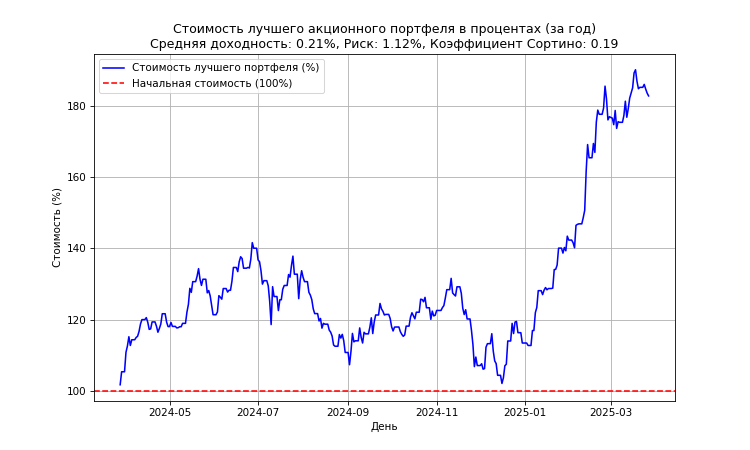 Стоимость лучшего акционного портфеля в процентах (за год)
Средняя доходность: 0.21%, Риск: 1.12%, Коэффициент Сортино: 0.19
Стоимость лучшего портфеля (%)
Начальная стоимость (100%)
Стоимость (%)
180
160
140
120
100
2024-05 2024-07 2024-09 2024-11 2025-01 2025-03
День